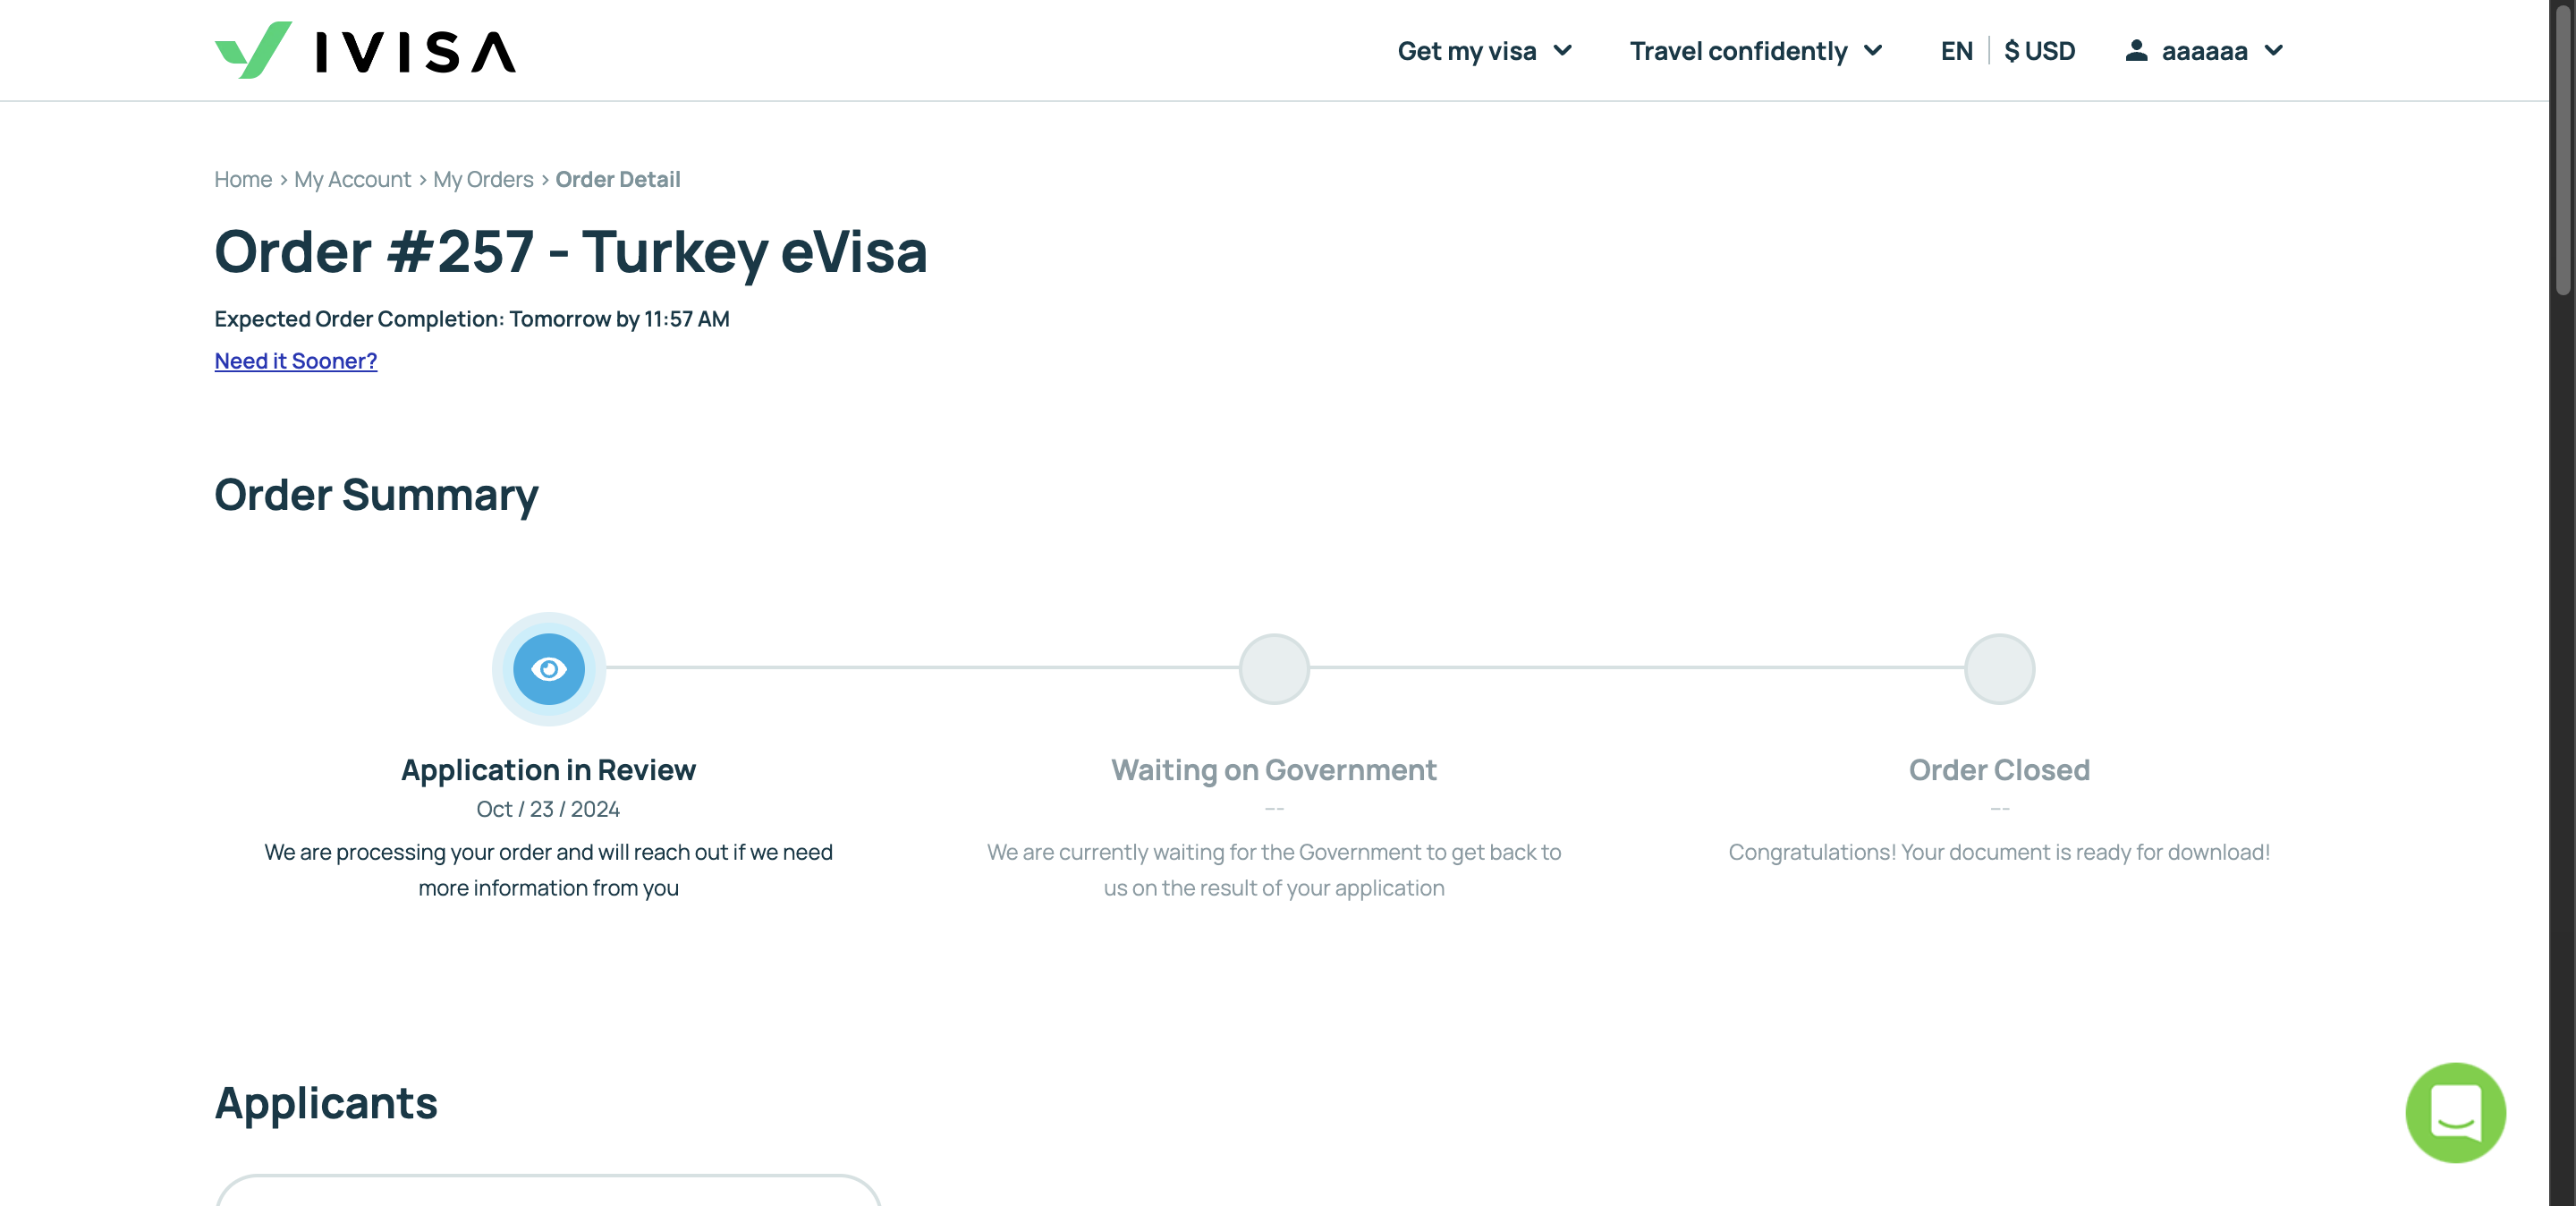 IVISA
Get my visa
Travel confidently
EN | $ USD
aaaaaa
Home > My Account > My Orders > Order Detail
Order #257 - Turkey eVisa
Expected Order Completion: Tomorrow by 11:57 AM
Need it Sooner?
Order Summary
Application in Review
Oct / 23 / 2024
We are processing your order and will reach out if we need
more information from you
Waiting on Government
--
We are currently waiting for the Government to get back to
us on the result of your application
Order Closed
--
Congratulations! Your document is ready for download!
Applicants